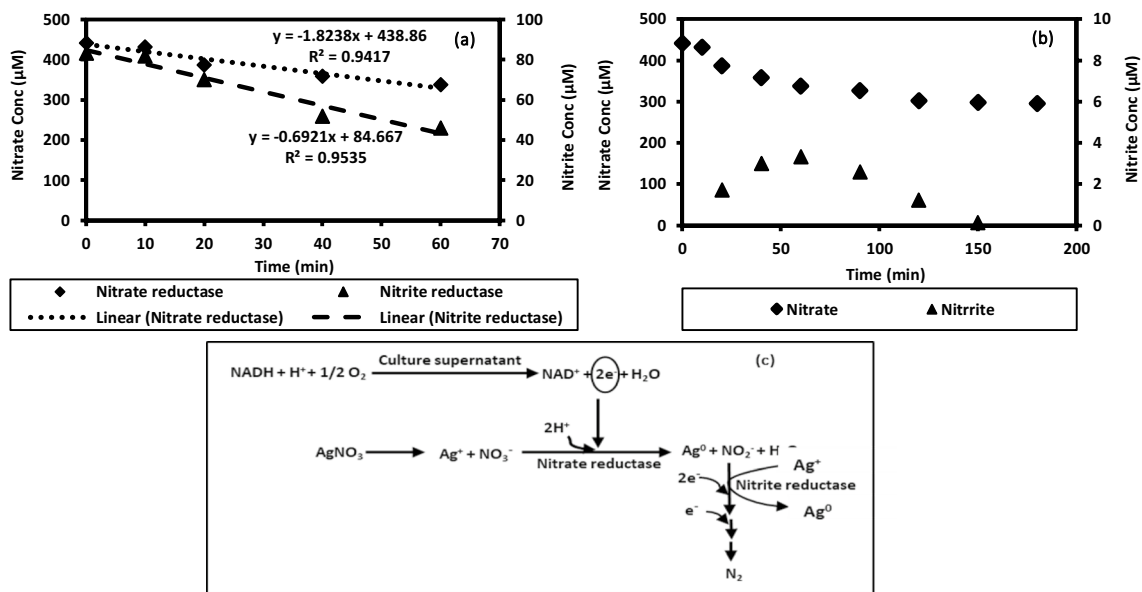 500
400
300
200
100
0
Nitrate Conc (µM)
100
80
60
40
20
0
Nitrite Conc (µM)
y = -1.8238x + 438.86
R² = 0.9417
(a)
y = -0.6921x + 84.667
R² = 0.9535
0 10 20 30 40 50 60 70
Time (min)
Nitrate reductase Nitrite reductase
Linear (Nitrate reductase) Linear (Nitrite reductase)
500
400
300
200
100
0
Nitrate Conc (µM)
10
8
6
4
2
0
Nitrite Conc (µM)
(b)
0 50 100 150 200
Time (min)
Nitrate Nitrrite
(c)
Culture supernatant
NADH + H⁺ + 1/2 O₂ NAD⁺ + 2e⁻ + H₂O
2H⁺
AgNO₃ Ag⁺ + NO₃⁻ Ag⁰ + NO₂⁻ + H
Nitrate reductase
Ag⁺
2e⁻ Nitrite reductase
e⁻ Ag⁰
N₂